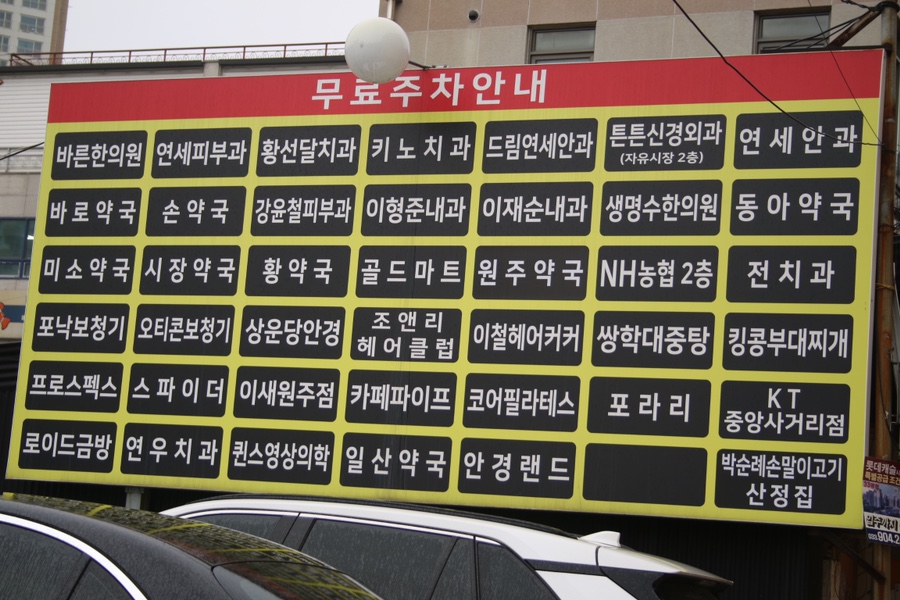 무료주차안내
바른한의원 연세피부과 황선달치과 키노치과 드림연세안과 튼튼신경외과 연세안과
(자유시장 2층)
바로약국 손약국 강윤철피부과 이형준내과 이재순내과 생명수한의원 동아약국
미소약국 시장약국 황약국 골드마트 원주약국 NH농협 2층 전치과
포낙보청기 오티콘보청기 상운당안경 조앤리 이철헤어커커 쌍학대중탕 킹콩부대찌개
헤어클럽
프로스펙스 스파이더 이새원주점 카페파이프 코어필라테스 포라리 KT
중앙사거리점
로이드금방 연우치과 퀸스영상의학 일산약국 안경랜드 박순례손말이고기
산정집
롯데캐슬
특별공급 조건